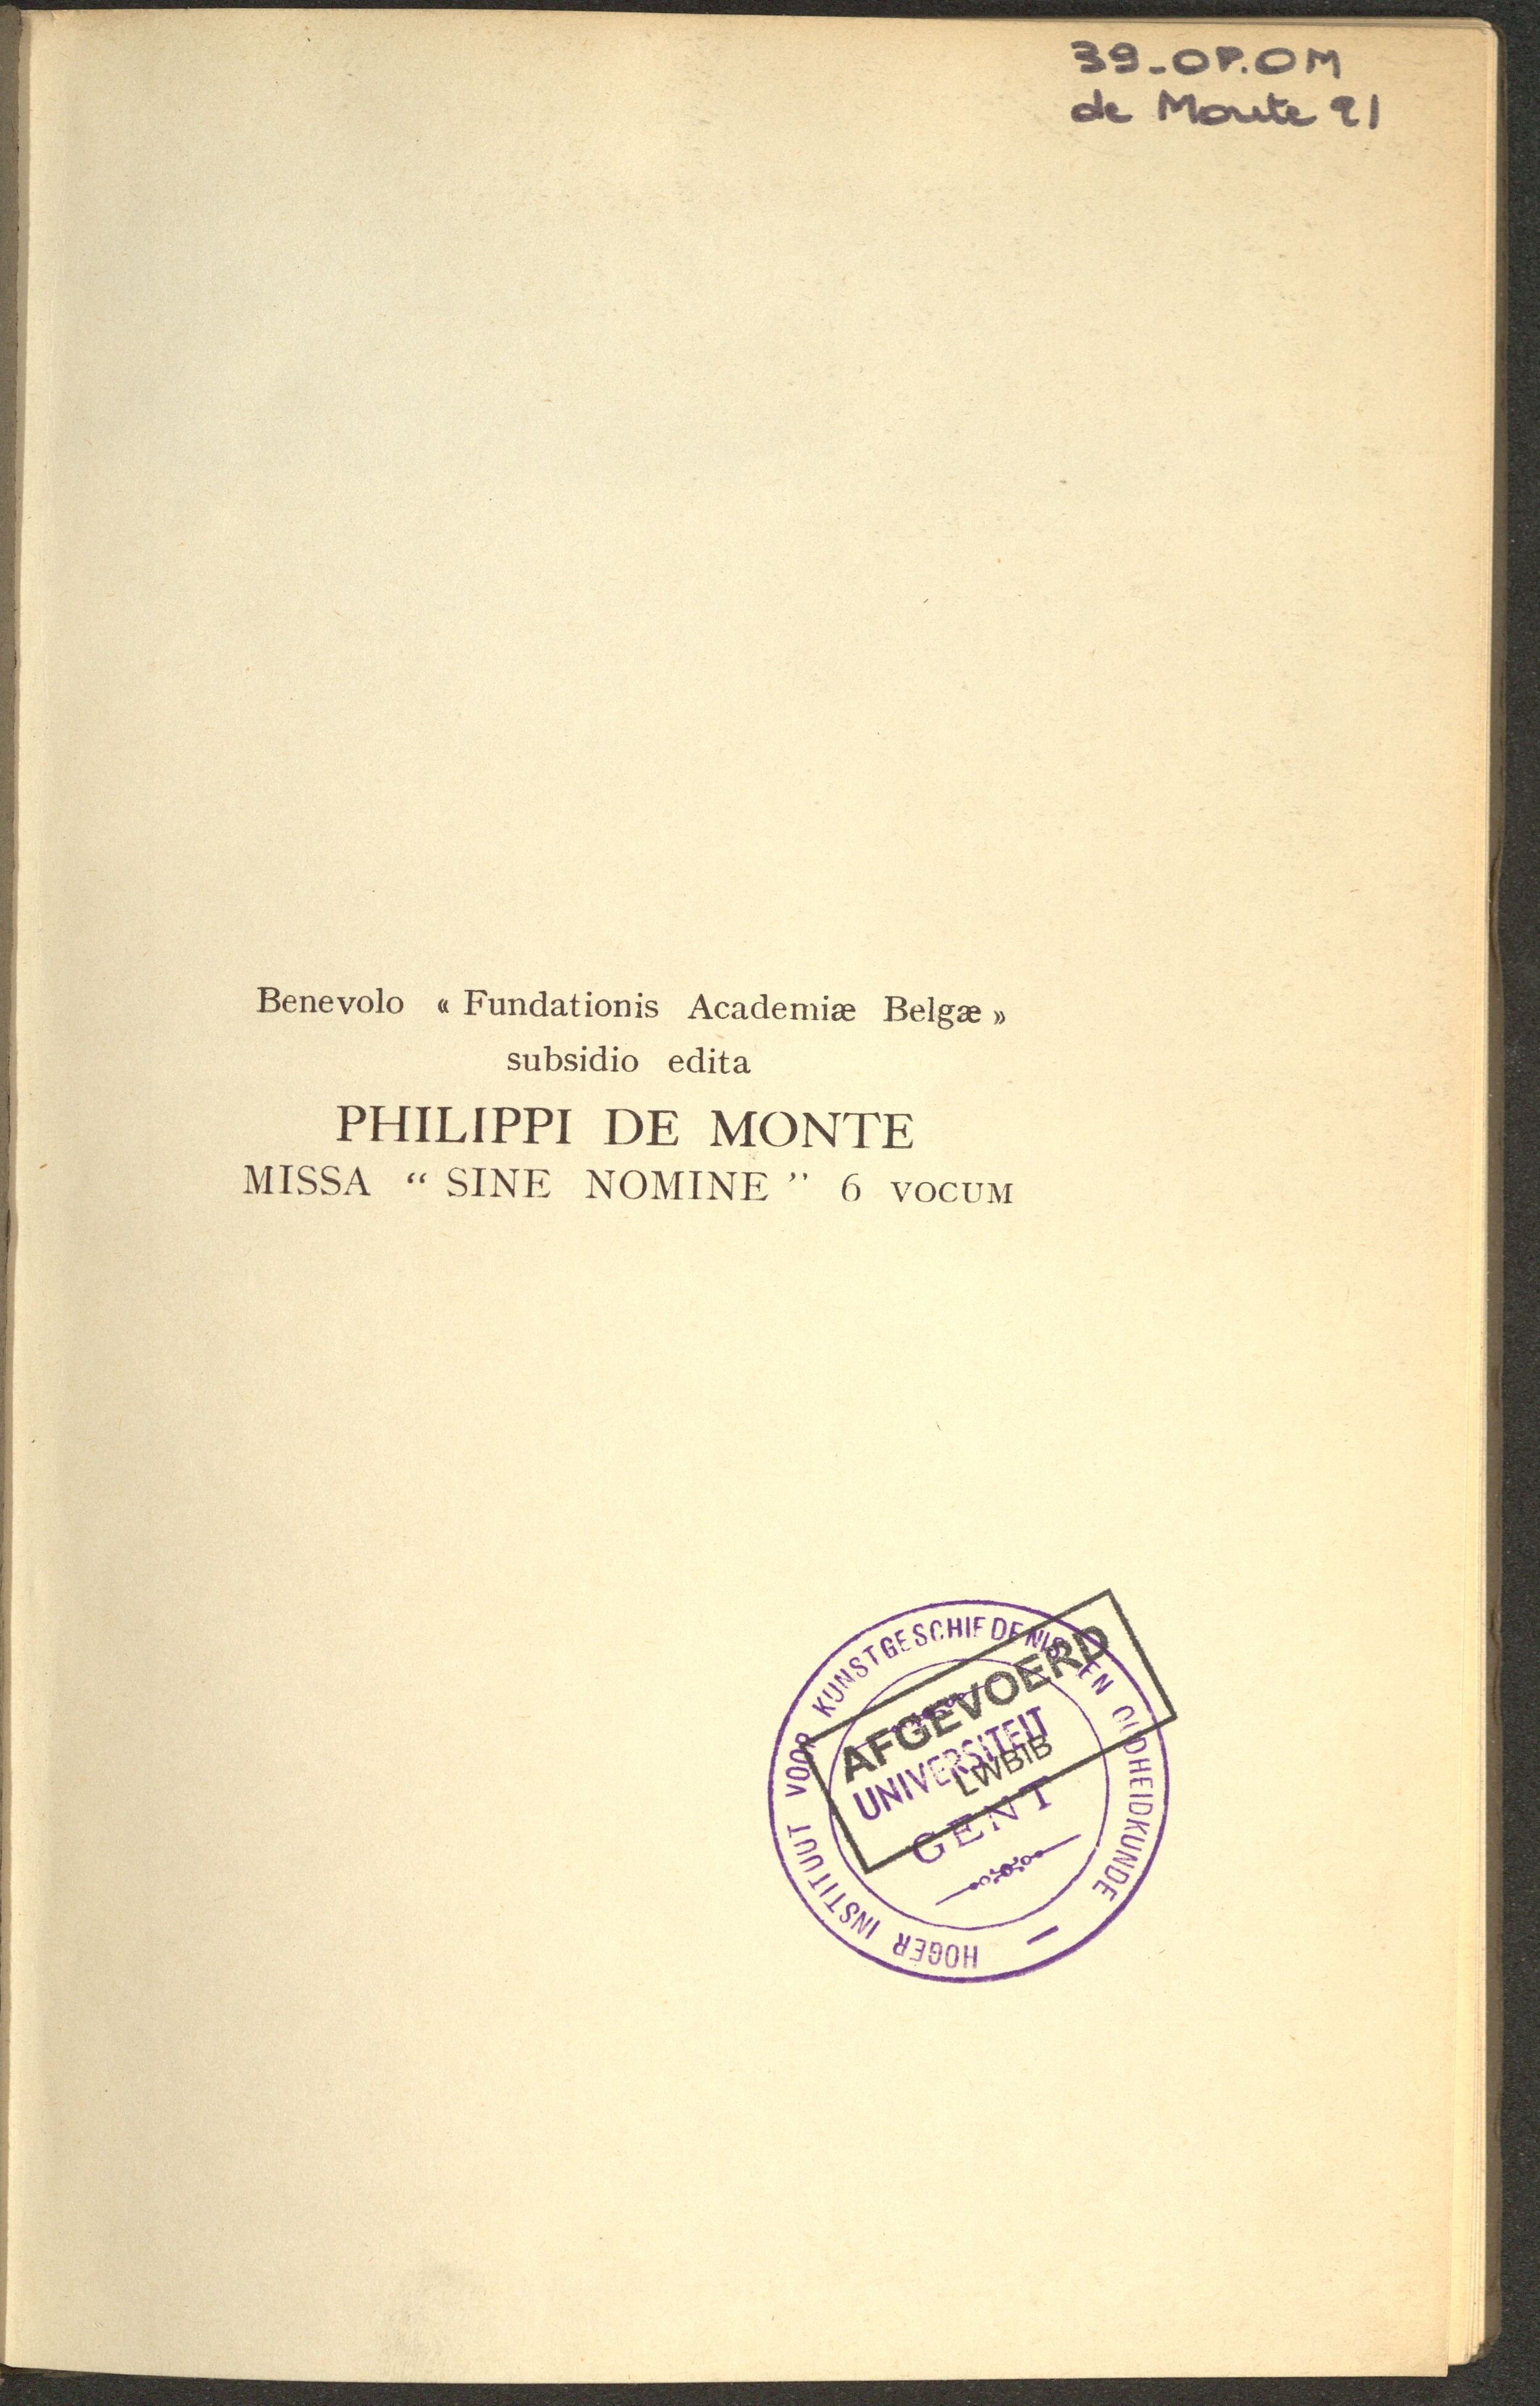 39-OP.OM
de Monte 21
Benevolo « Fundationis Academiæ Belgæ »
subsidio edita
PHILIPPI DE MONTE
MISSA “ SINE NOMINE ” 6 VOCUM
HOGER INSTITUUT VOOR KUNSTGESCHIEDENIS EN OUDHEIDKUNDE
AFGEVOERD
UNIVERSITEIT
LWBIB
GENT